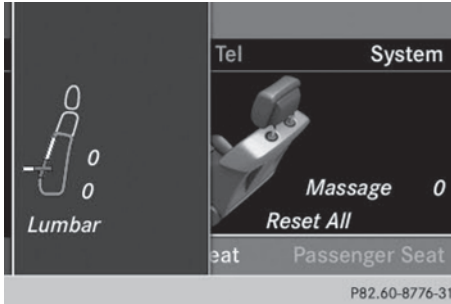 Tel System
0
0
Massage 0
Lumbar Reset All
eat Passenger Seat
P82.60-8776-31